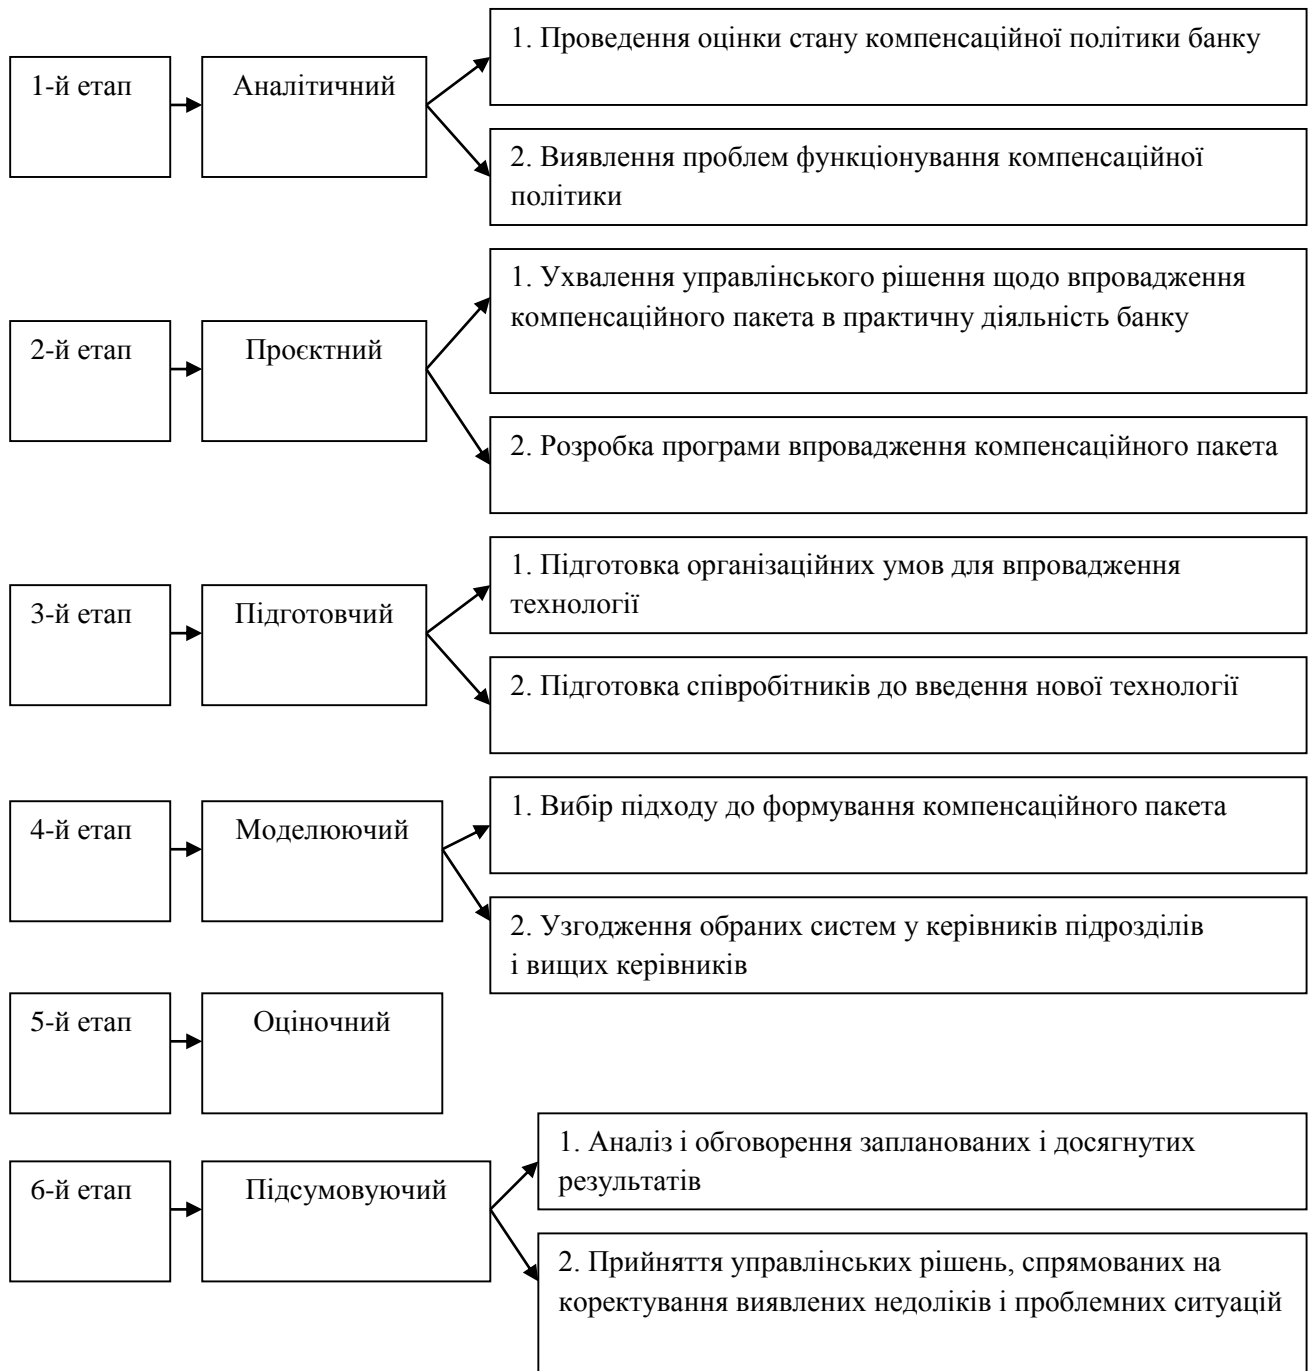 1. Проведення оцінки стану компенсаційної політики банку
1-й етап
Аналітичний
2. Виявлення проблем функціонування компенсаційної
політики
1. Ухвалення управлінського рішення щодо впровадження
компенсаційного пакета в практичну діяльність банку
2-й етап
Проєктний
2. Розробка програми впровадження компенсаційного пакета
1. Підготовка організаційних умов для впровадження
технології
3-й етап
Підготовчий
2. Підготовка співробітників до введення нової технології
1. Вибір підходу до формування компенсаційного пакета
4-й етап
Моделюючий
2. Узгодження обраних систем у керівників підрозділів
і вищих керівників
5-й етап
Оціночний
1. Аналіз і обговорення запланованих і досягнутих
результатів
6-й етап
Підсумовуючий
2. Прийняття управлінських рішень, спрямованих на
коректування виявлених недоліків і проблемних ситуацій